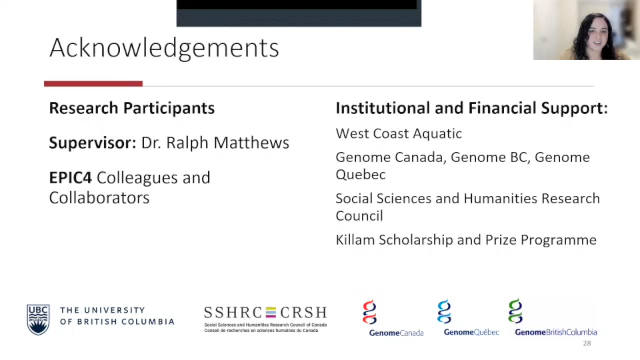 Acknowledgements
Research Participants
Supervisor: Dr. Ralph Matthews
EPIC4 Colleagues and
Collaborators
Institutional and Financial Support:
West Coast Aquatic
Genome Canada, Genome BC, Genome
Quebec
Social Sciences and Humanities Research
Council
Killam Scholarship and Prize Programme
UBC
THE UNIVERSITY
OF BRITISH COLUMBIA
SSHRC CRSH
Social Sciences and Humanities Research Council of Canada
Conseil de recherches en sciences humaines du Canada
GenomeCanada
GenomeQuébec
GenomeBritishColumbia
28